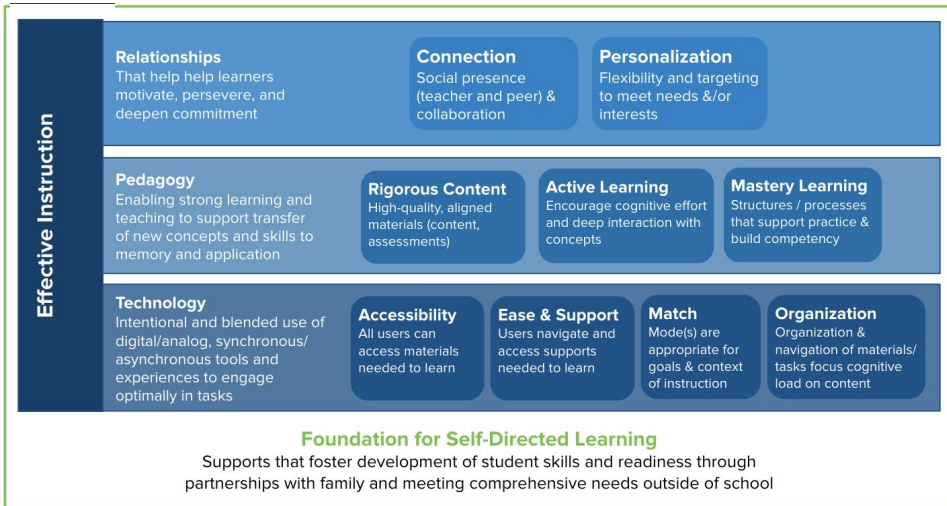 Effective Instruction
Relationships
That help help learners
motivate, persevere, and
deepen commitment
Connection
Social presence
(teacher and peer) &
collaboration
Personalization
Flexibility and targeting
to meet needs &/or
interests
Pedagogy
Enabling strong learning and
teaching to support transfer
of new concepts and skills to
memory and application
Rigorous Content
High-quality, aligned
materials (content,
assessments)
Active Learning
Encourage cognitive effort
and deep interaction with
concepts
Mastery Learning
Structures / processes
that support practice &
build competency
Technology
Intentional and blended use of
digital/analog, synchronous/
asynchronous tools and
experiences to engage
optimally in tasks
Accessibility
All users can
access materials
needed to learn
Ease & Support
Users navigate and
access supports
needed to learn
Match
Mode(s) are
appropriate for
goals & context
of instruction
Organization
Organization &
navigation of materials/
tasks focus cognitive
load on content
Foundation for Self-Directed Learning
Supports that foster development of student skills and readiness through
partnerships with family and meeting comprehensive needs outside of school